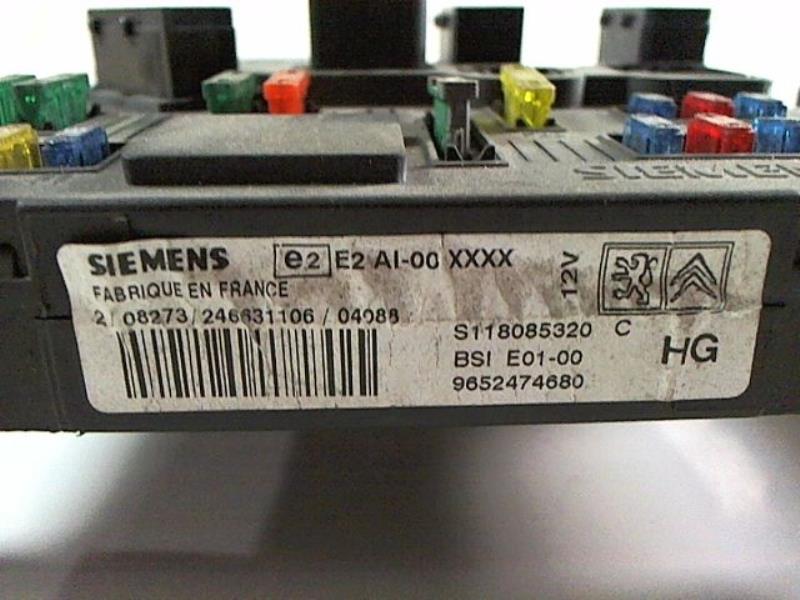 SIEMENS
SIEMENS e2 E2 AI-00 XXXX
FABRIQUE EN FRANCE
2/08273/246631106/04088
12V
S118085320 C
BSI E01-00
9652474680
HG